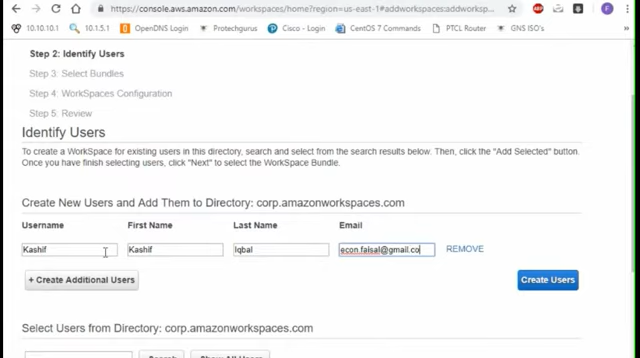 https://console.aws.amazon.com/workspaces/home?region=us-east-1#addworkspaces:addworksp...
10.10.10.1 10.1.5.1 OpenDNS Login Protechgurus Cisco - Login CentOS 7 Commands PTCL Router GNS ISO's
Step 2: Identify Users
Step 3: Select Bundles
Step 4: WorkSpaces Configuration
Step 5: Review
Identify Users
To create a WorkSpace for existing users in this directory, search and select from the search results below. Then, click the "Add Selected" button.
Once you have finish selecting users, click "Next" to select the WorkSpace Bundle.
Create New Users and Add Them to Directory: corp.amazonworkspaces.com
Username First Name Last Name Email
Kashif Kashif Iqbal econ.faisal@gmail.co REMOVE
+ Create Additional Users Create Users
Select Users from Directory: corp.amazonworkspaces.com
Search Show All Users